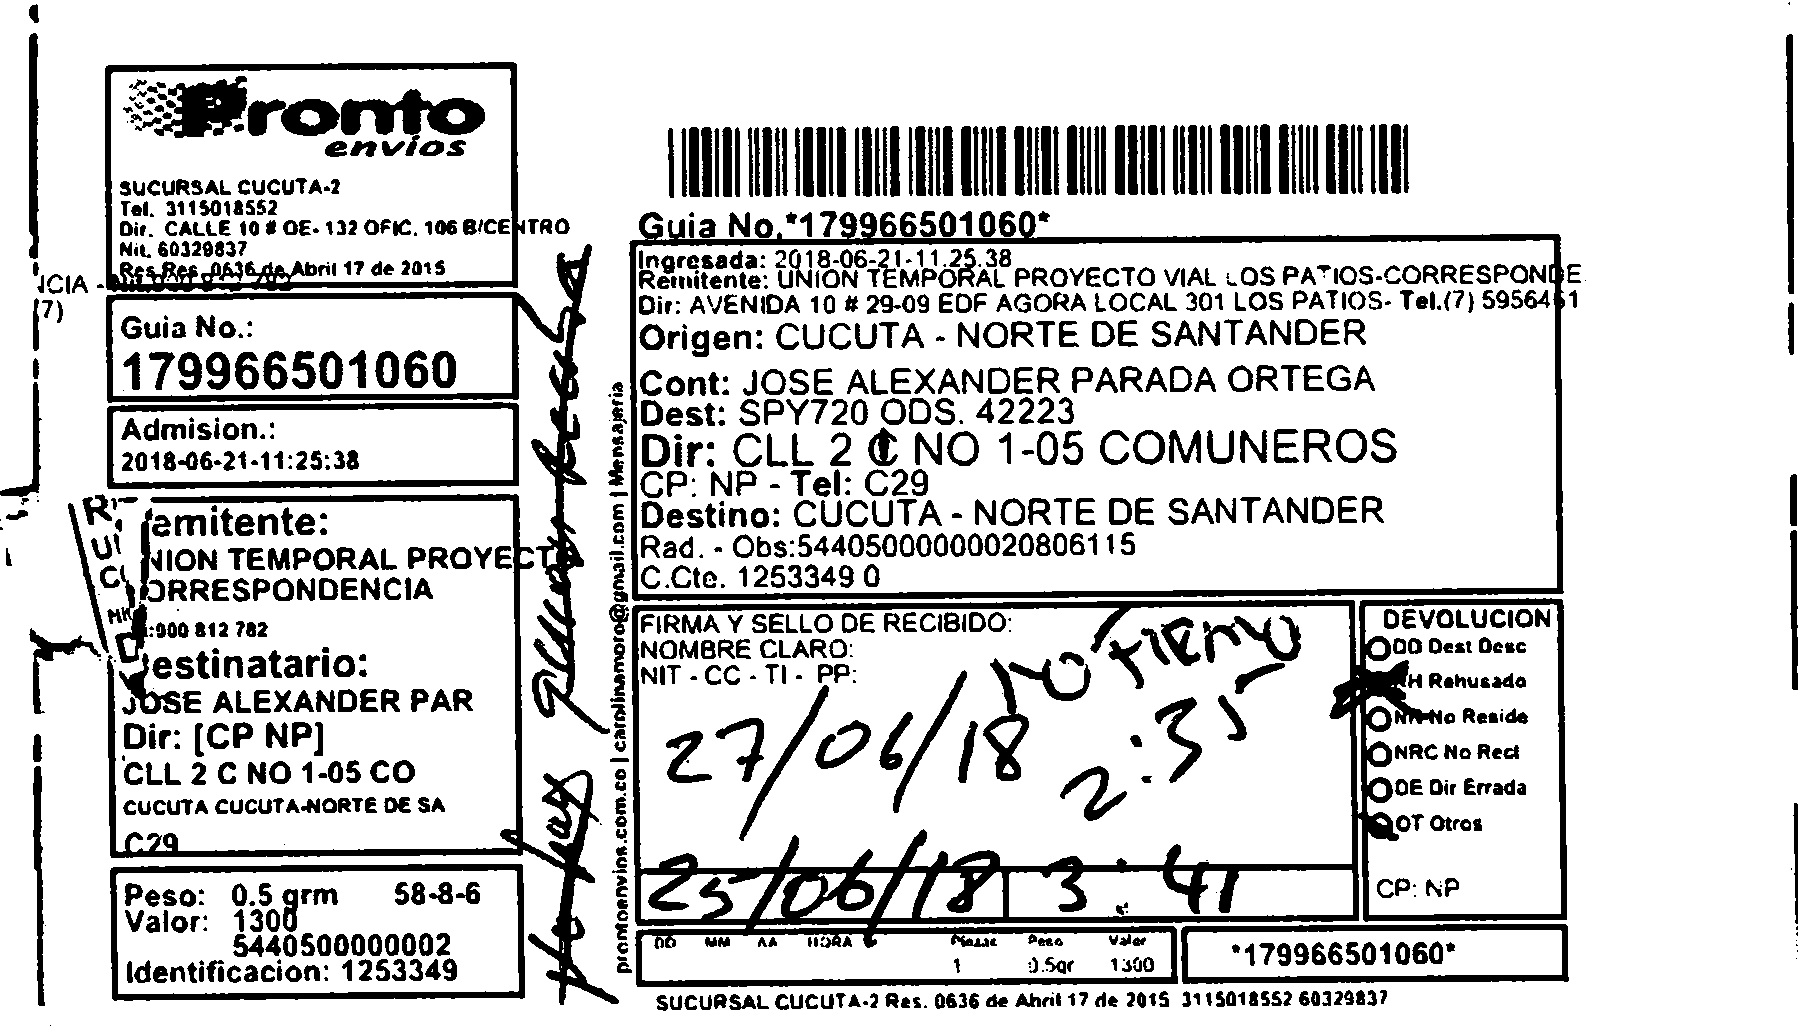 Pronto
envios
SUCURSAL CUCUTA-2
Tel. 3115018552
Dir. CALLE 10 # OE- 132 OFIC. 106 B/CENTRO
Nit. 60329837
Res.Res. 0636 de Abril 17 de 2015
ICIA -
(7)
Guia No.:
179966501060
Admision.:
2018-06-21-11:25:38
emitente:
NION TEMPORAL PROYECT
ORRESPONDENCIA
:900 812 782
estinatario:
JOSE ALEXANDER PAR
Dir: [CP NP]
CLL 2 C NO 1-05 CO
CUCUTA CUCUTA-NORTE DE SA
C29
Peso: 0.5 grm 58-8-6
Valor: 1300
5440500000002
Identificacion: 1253349
No hay quien reciba
prontoenvios.com.co | carolinamoro@gmail.com | Mensajeria
Guia No.*179966501060*
Ingresada: 2018-06-21-11.25.38
Remitente: UNION TEMPORAL PROYECTO VIAL LOS PATIOS-CORRESPONDE
Dir: AVENIDA 10 # 29-09 EDF AGORA LOCAL 301 LOS PATIOS- Tel.(7) 5956461
Origen: CUCUTA - NORTE DE SANTANDER
Cont: JOSE ALEXANDER PARADA ORTEGA
Dest: SPY720 ODS. 42223
Dir: CLL 2 C NO 1-05 COMUNEROS
CP: NP - Tel: C29
Destino: CUCUTA - NORTE DE SANTANDER
Rad. - Obs:54405000000020806115
C.Cte. 1253349 0
FIRMA Y SELLO DE RECIBIDO:
NOMBRE CLARO:
NIT - CC - TI - PP:
NO FIRMO
27/06/18 2:35
25/06/18 3:41
DEVOLUCION
DD Dest Desc
RH Rehusado
NR No Reside
NRC No Recl
DE Dir Errada
OT Otros
CP: NP
DD MM AA HORA Piezas Peso Valor
1 0.5gr 1300
*179966501060*
SUCURSAL CUCUTA-2 Res. 0636 de Abril 17 de 2015 3115018552 60329837